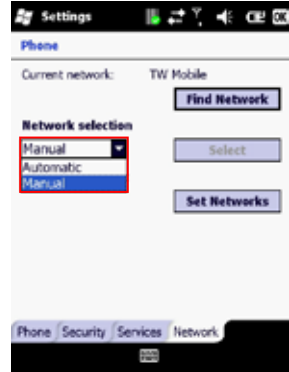 Settings
OK
Phone
Current network: TW Mobile
Find Network
Network selection
Manual
Select
Automatic
Manual
Set Networks
Phone Security Services Network